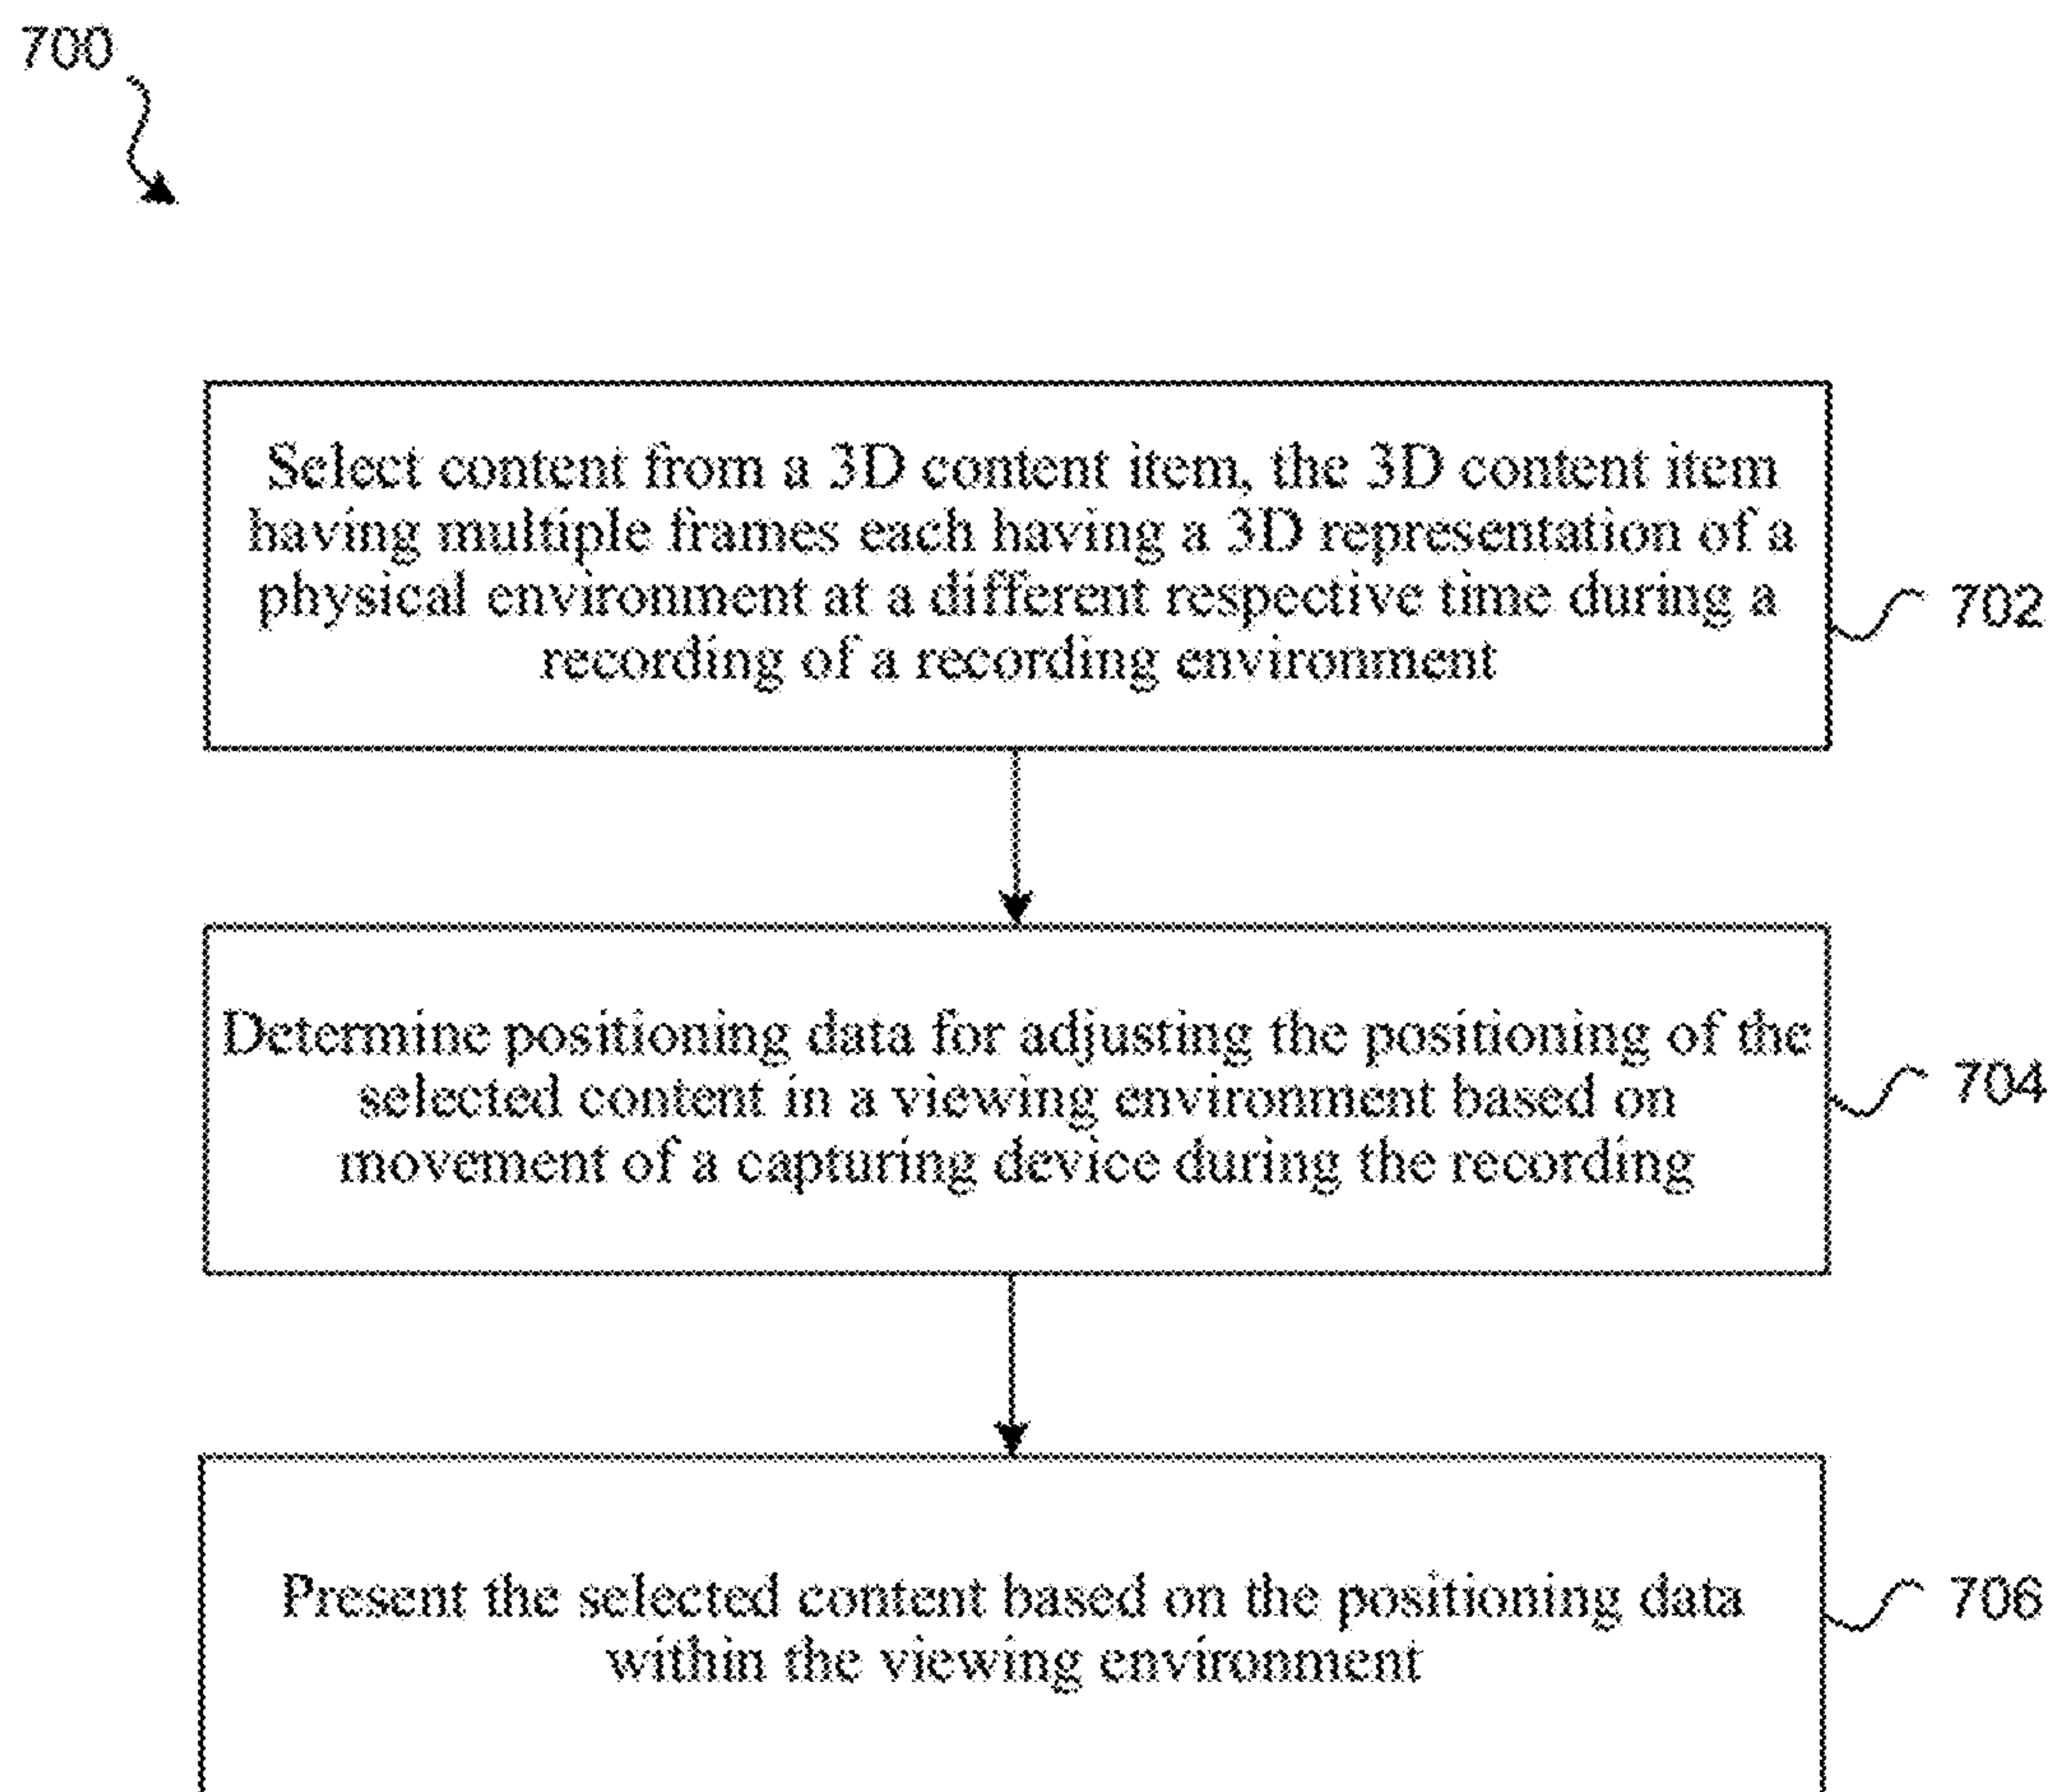 700
Select content from a 3D content item, the 3D content item
having multiple frames each having a 3D representation of a
physical environment at a different respective time during a
recording of a recording environment
702
Determine positioning data for adjusting the positioning of the
selected content in a viewing environment based on
movement of a capturing device during the recording
704
Present the selected content based on the positioning data
within the viewing environment
706